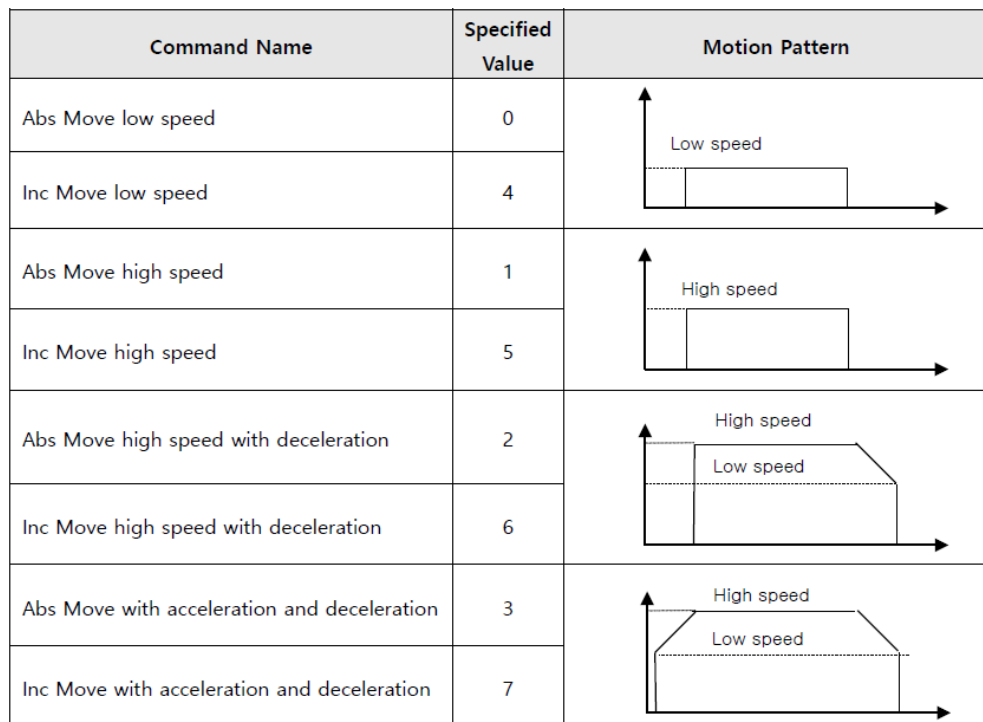 Command Name
Specified
Value
Motion Pattern
Abs Move low speed
0
Low speed
Inc Move low speed
4
Abs Move high speed
1
High speed
Inc Move high speed
5
Abs Move high speed with deceleration
2
High speed
Low speed
Inc Move high speed with deceleration
6
Abs Move with acceleration and deceleration
3
High speed
Low speed
Inc Move with acceleration and deceleration
7